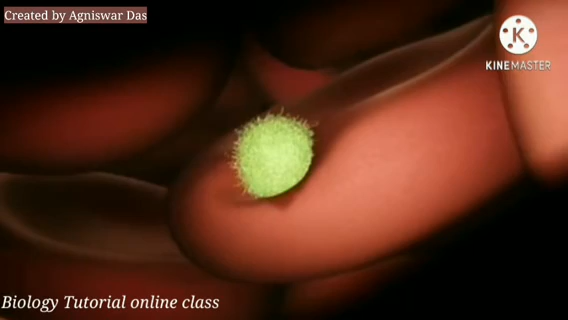 Created by Agniswar Das
K
KINEMASTER
Biology Tutorial online class